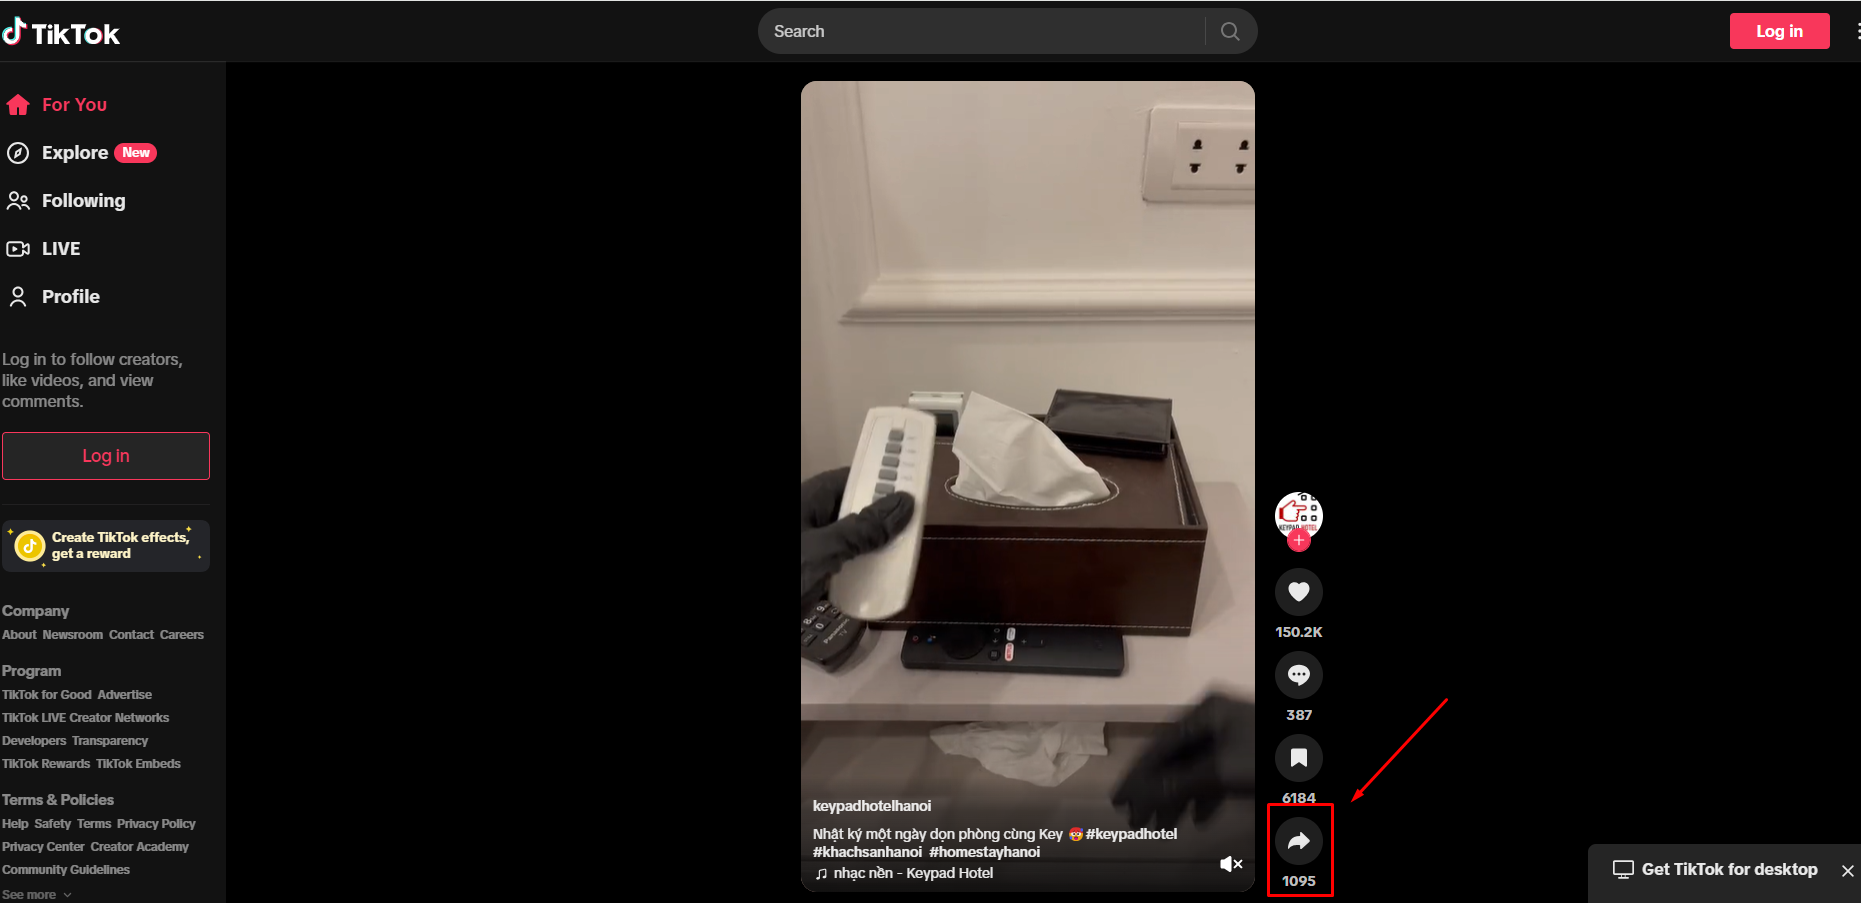 TikTok
Search
Log in
For You
Explore New
Following
LIVE
Profile
Log in to follow creators,
like videos, and view
comments.
Log in
Create TikTok effects,
get a reward
Company
About Newsroom Contact Careers
Program
TikTok for Good Advertise
TikTok LIVE Creator Networks
Developers Transparency
TikTok Rewards TikTok Embeds
Terms & Policies
Help Safety Terms Privacy Policy
Privacy Center Creator Academy
Community Guidelines
See more
Panasonic
TV
keypadhotelhanoi
Nhật ký một ngày dọn phòng cùng Key #keypadhotel
#khachsanhanoi #homestayhanoi
nhạc nền - Keypad Hotel
KEYPAD HOTEL
150.2K
387
6184
1095
Get TikTok for desktop